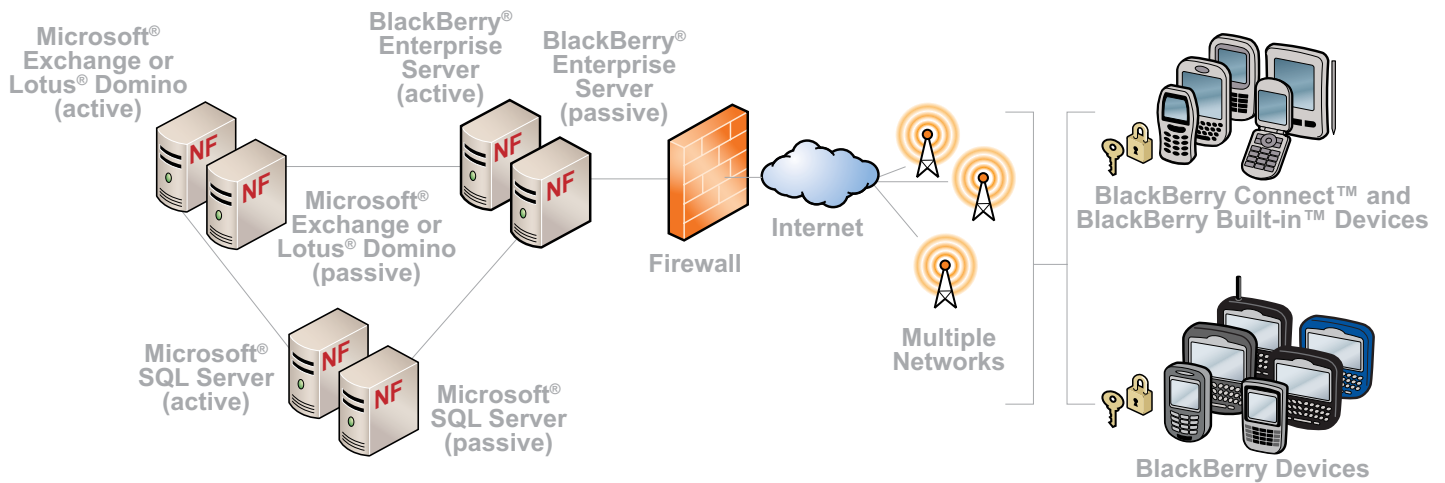 Microsoft®
Exchange or
Lotus® Domino
(active)
NF
NF
Microsoft®
Exchange or
Lotus® Domino
(passive)
BlackBerry®
Enterprise
Server
(active)
BlackBerry®
Enterprise
Server
(passive)
NF
NF
Microsoft®
SQL Server
(active)
NF
NF
Microsoft®
SQL Server
(passive)
Firewall
Internet
Multiple
Networks
BlackBerry Connect™ and
BlackBerry Built-in™ Devices
BlackBerry Devices